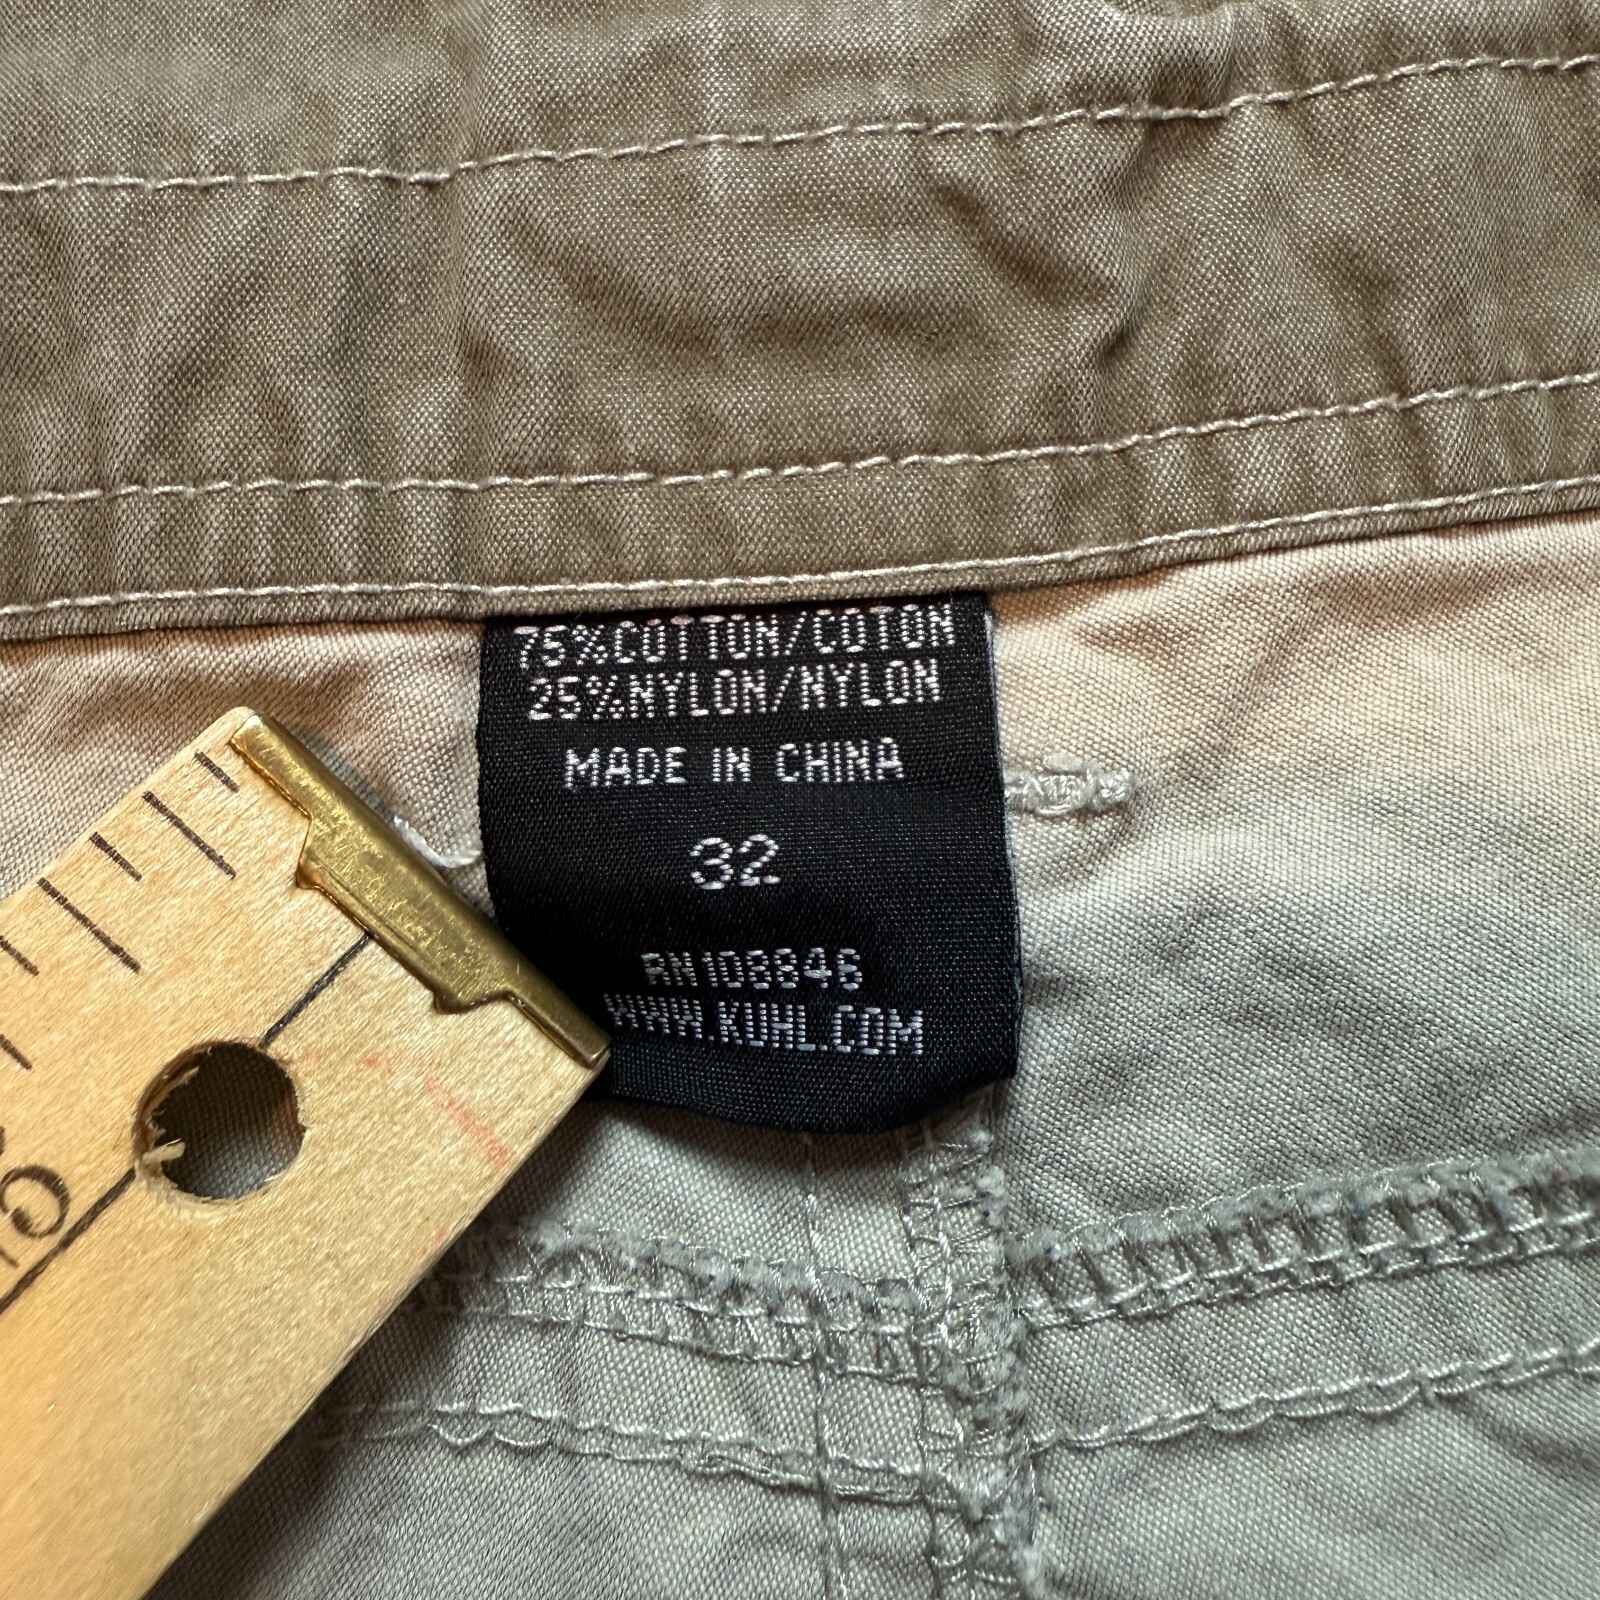 75%COTTON/COTON
25%NYLON/NYLON
MADE IN CHINA
32
RN108846
WWW.KUHL.COM